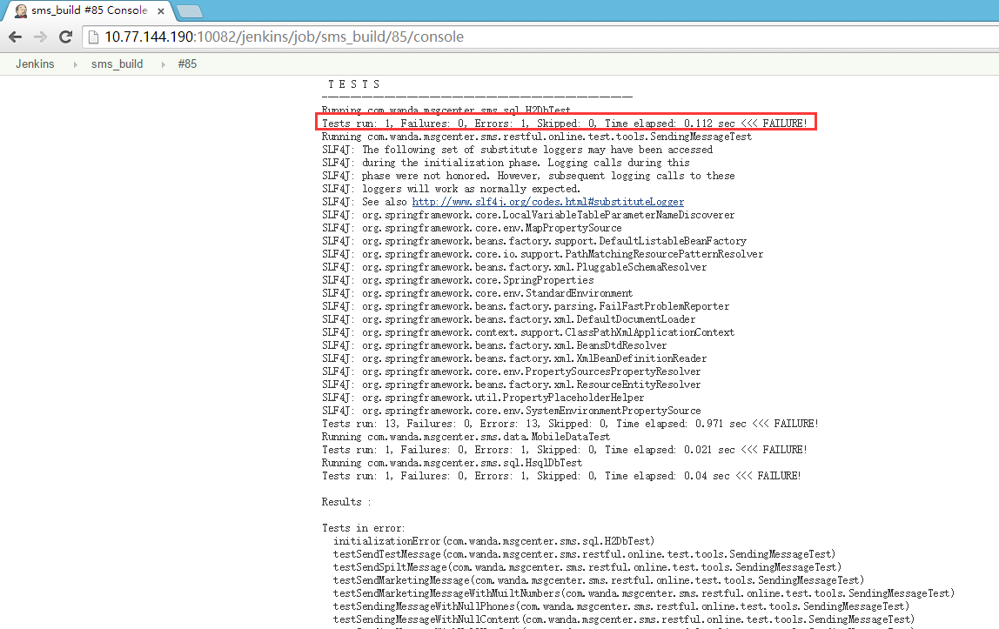 sms_build #85 Console
10.77.144.190:10082/jenkins/job/sms_build/85/console
Jenkins sms_build #85
T E S T S
-------------------------------------------------------
Running com.wanda.msgcenter.sms.sql.H2DbTest
Tests run: 1, Failures: 0, Errors: 1, Skipped: 0, Time elapsed: 0.112 sec <<< FAILURE!
Running com.wanda.msgcenter.sms.restful.online.test.tools.SendingMessageTest
SLF4J: The following set of substitute loggers may have been accessed
SLF4J: during the initialization phase. Logging calls during this
SLF4J: phase were not honored. However, subsequent logging calls to these
SLF4J: loggers will work as normally expected.
SLF4J: See also http://www.slf4j.org/codes.html#substituteLogger
SLF4J: org.springframework.core.LocalVariableTableParameterNameDiscoverer
SLF4J: org.springframework.core.env.MapPropertySource
SLF4J: org.springframework.beans.factory.support.DefaultListableBeanFactory
SLF4J: org.springframework.core.io.support.PathMatchingResourcePatternResolver
SLF4J: org.springframework.beans.factory.xml.PluggableSchemaResolver
SLF4J: org.springframework.core.SpringProperties
SLF4J: org.springframework.core.env.StandardEnvironment
SLF4J: org.springframework.beans.factory.parsing.FailFastProblemReporter
SLF4J: org.springframework.beans.factory.xml.DefaultDocumentLoader
SLF4J: org.springframework.context.support.ClassPathXmlApplicationContext
SLF4J: org.springframework.beans.factory.xml.BeansDtdResolver
SLF4J: org.springframework.beans.factory.xml.XmlBeanDefinitionReader
SLF4J: org.springframework.core.env.PropertySourcesPropertyResolver
SLF4J: org.springframework.beans.factory.xml.ResourceEntityResolver
SLF4J: org.springframework.util.PropertyPlaceholderHelper
SLF4J: org.springframework.core.env.SystemEnvironmentPropertySource
Tests run: 13, Failures: 0, Errors: 13, Skipped: 0, Time elapsed: 0.971 sec <<< FAILURE!
Running com.wanda.msgcenter.sms.data.MobileDataTest
Tests run: 1, Failures: 0, Errors: 1, Skipped: 0, Time elapsed: 0.021 sec <<< FAILURE!
Running com.wanda.msgcenter.sms.sql.HsqlDbTest
Tests run: 1, Failures: 0, Errors: 1, Skipped: 0, Time elapsed: 0.04 sec <<< FAILURE!
Results :
Tests in error:
initializationError(com.wanda.msgcenter.sms.sql.H2DbTest)
testSendTestMessage(com.wanda.msgcenter.sms.restful.online.test.tools.SendingMessageTest)
testSendSpiltMessage(com.wanda.msgcenter.sms.restful.online.test.tools.SendingMessageTest)
testSendMarketingMessage(com.wanda.msgcenter.sms.restful.online.test.tools.SendingMessageTest)
testSendMarketingMessageWithMuiltNumbers(com.wanda.msgcenter.sms.restful.online.test.tools.SendingMessageTest)
testSendingMessageWithNullPhones(com.wanda.msgcenter.sms.restful.online.test.tools.SendingMessageTest)
testSendingMessageWithNullContent(com.wanda.msgcenter.sms.restful.online.test.tools.SendingMessageTest)